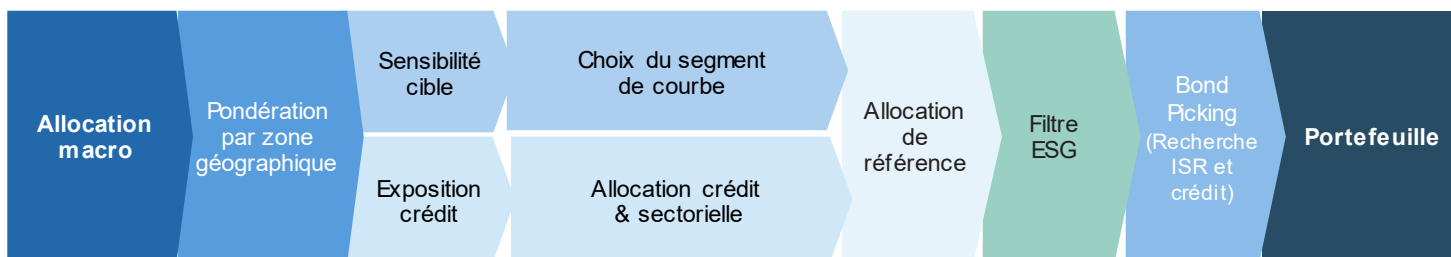 Allocation
macro
Pondération
par zone
géographique
Sensibilité
cible
Choix du segment
de courbe
Exposition
crédit
Allocation crédit
& sectorielle
Allocation
de
référence
Filtre
ESG
Bond
Picking
(Recherche
ISR et
crédit)
Portefeuille